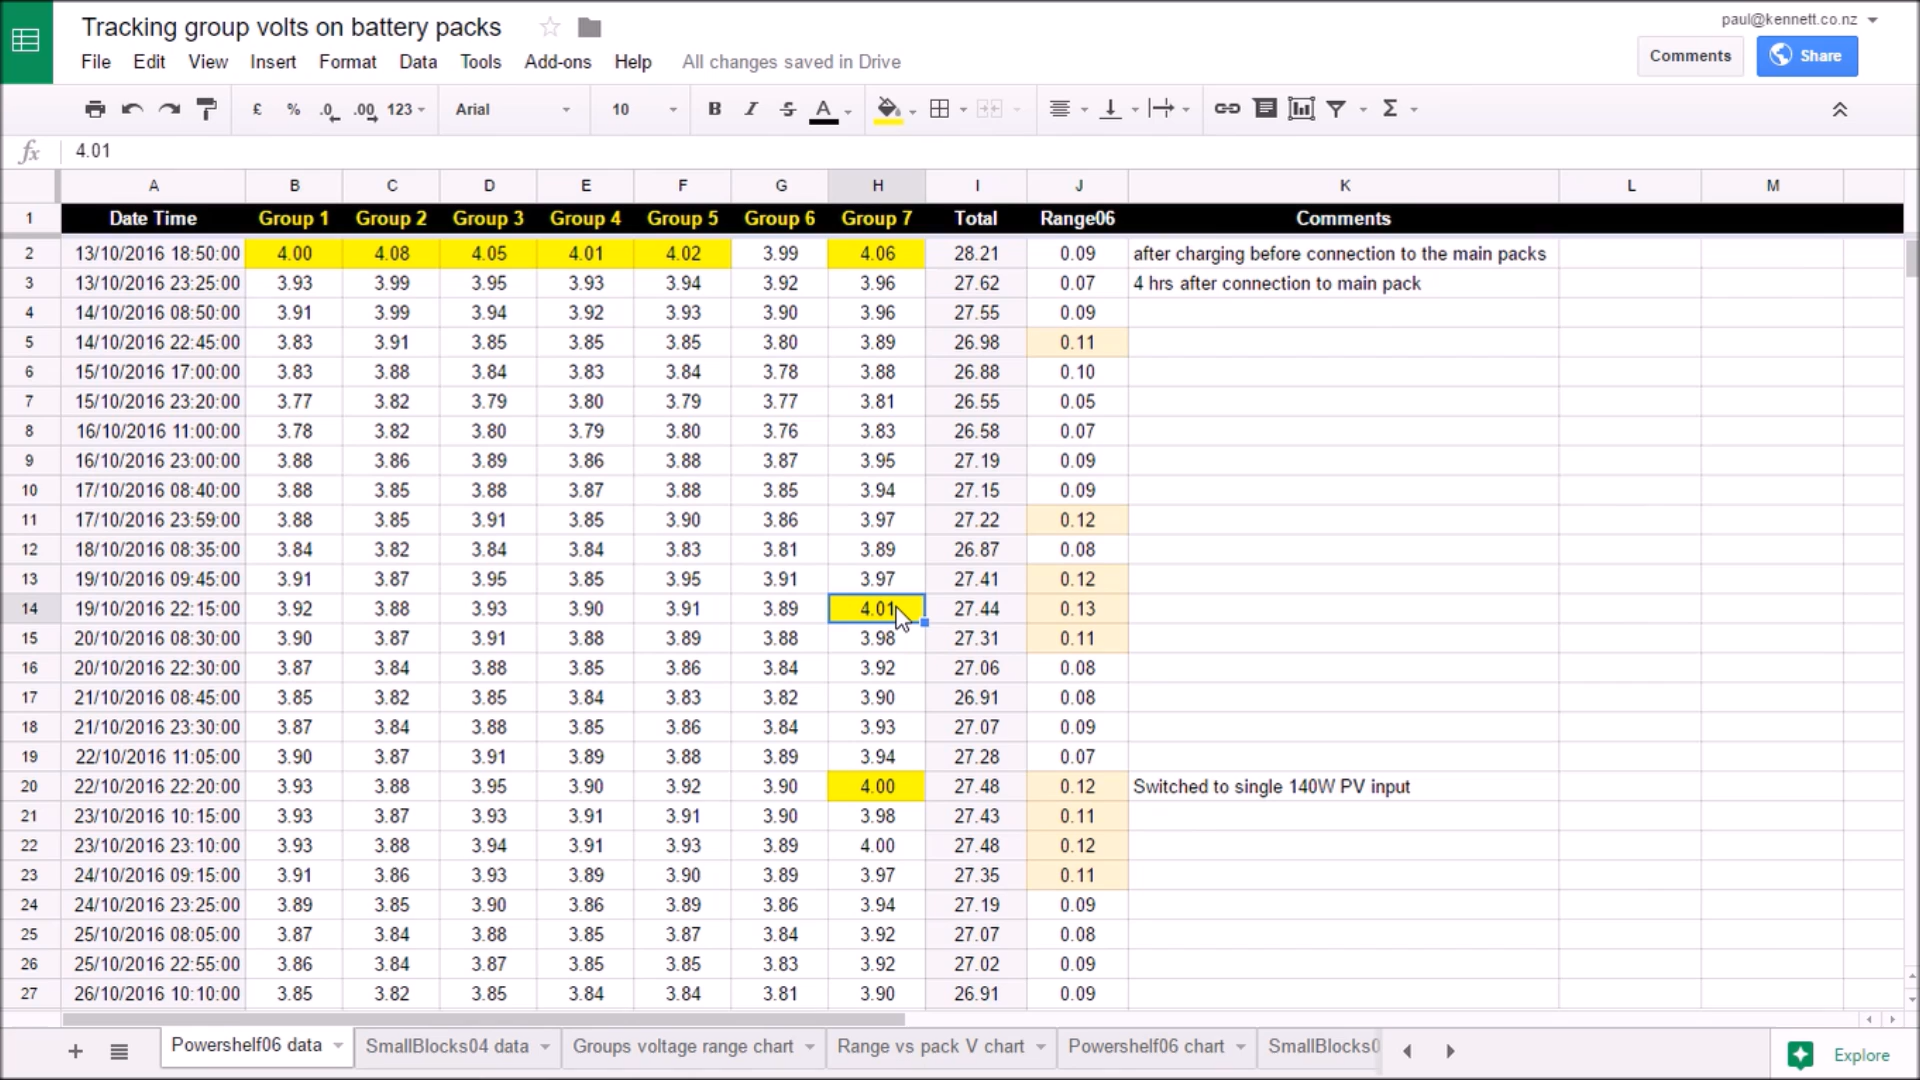 Tracking group volts on battery packs
paul@kennett.co.nz
File Edit View Insert Format Data Tools Add-ons Help All changes saved in Drive
Comments Share
£ % .0 .00 123 Arial 10 B I S A Σ
fx 4.01
A B C D E F G H I J K L M
1 Date Time Group 1 Group 2 Group 3 Group 4 Group 5 Group 6 Group 7 Total Range06 Comments
2 13/10/2016 18:50:00 4.00 4.08 4.05 4.01 4.02 3.99 4.06 28.21 0.09 after charging before connection to the main packs
3 13/10/2016 23:25:00 3.93 3.99 3.95 3.93 3.94 3.92 3.96 27.62 0.07 4 hrs after connection to main pack
4 14/10/2016 08:50:00 3.91 3.99 3.94 3.92 3.93 3.90 3.96 27.55 0.09
5 14/10/2016 22:45:00 3.83 3.91 3.85 3.85 3.85 3.80 3.89 26.98 0.11
6 15/10/2016 17:00:00 3.83 3.88 3.84 3.83 3.84 3.78 3.88 26.88 0.10
7 15/10/2016 23:20:00 3.77 3.82 3.79 3.80 3.79 3.77 3.81 26.55 0.05
8 16/10/2016 11:00:00 3.78 3.82 3.80 3.79 3.80 3.76 3.83 26.58 0.07
9 16/10/2016 23:00:00 3.88 3.86 3.89 3.86 3.88 3.87 3.95 27.19 0.09
10 17/10/2016 08:40:00 3.88 3.85 3.88 3.87 3.88 3.85 3.94 27.15 0.09
11 17/10/2016 23:59:00 3.88 3.85 3.91 3.85 3.90 3.86 3.97 27.22 0.12
12 18/10/2016 08:35:00 3.84 3.82 3.84 3.84 3.83 3.81 3.89 26.87 0.08
13 19/10/2016 09:45:00 3.91 3.87 3.95 3.85 3.95 3.91 3.97 27.41 0.12
14 19/10/2016 22:15:00 3.92 3.88 3.93 3.90 3.91 3.89 4.01 27.44 0.13
15 20/10/2016 08:30:00 3.90 3.87 3.91 3.88 3.89 3.88 3.98 27.31 0.11
16 20/10/2016 22:30:00 3.87 3.84 3.88 3.85 3.86 3.84 3.92 27.06 0.08
17 21/10/2016 08:45:00 3.85 3.82 3.85 3.84 3.83 3.82 3.90 26.91 0.08
18 21/10/2016 23:30:00 3.87 3.84 3.88 3.85 3.86 3.84 3.93 27.07 0.09
19 22/10/2016 11:05:00 3.90 3.87 3.91 3.89 3.88 3.89 3.94 27.28 0.07
20 22/10/2016 22:20:00 3.93 3.88 3.95 3.90 3.92 3.90 4.00 27.48 0.12 Switched to single 140W PV input
21 23/10/2016 10:15:00 3.93 3.87 3.93 3.91 3.91 3.90 3.98 27.43 0.11
22 23/10/2016 23:10:00 3.93 3.88 3.94 3.91 3.93 3.89 4.00 27.48 0.12
23 24/10/2016 09:15:00 3.91 3.86 3.93 3.89 3.90 3.89 3.97 27.35 0.11
24 24/10/2016 23:25:00 3.89 3.85 3.90 3.86 3.89 3.86 3.94 27.19 0.09
25 25/10/2016 08:05:00 3.87 3.84 3.88 3.85 3.87 3.84 3.92 27.07 0.08
26 25/10/2016 22:55:00 3.86 3.84 3.87 3.85 3.85 3.83 3.92 27.02 0.09
27 26/10/2016 10:10:00 3.85 3.82 3.85 3.84 3.84 3.81 3.90 26.91 0.09
Powershelf06 data SmallBlocks04 data Groups voltage range chart Range vs pack V chart Powershelf06 chart SmallBlocks0 Explore